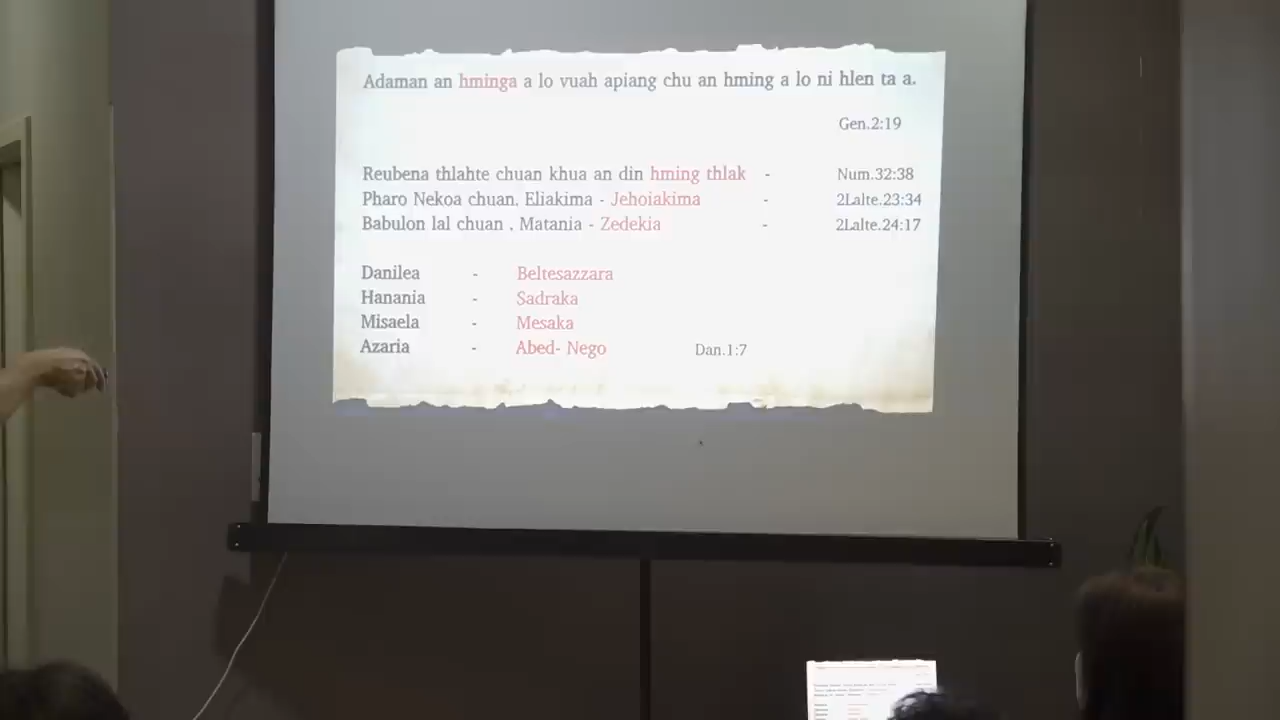 Adaman an hminga a lo vuah apiang chu an hming a lo ni hlen ta a.
Gen.2:19
Reubena thlahte chuan khua an din hming thlak - Num.32:38
Pharo Nekoa chuan, Eliakima - Jehoiakima - 2Lalte.23:34
Babulon lal chuan , Matania - Zedekia - 2Lalte.24:17
Danilea - Beltesazzara
Hanania - Sadraka
Misaela - Mesaka
Azaria - Abed- Nego Dan.1:7